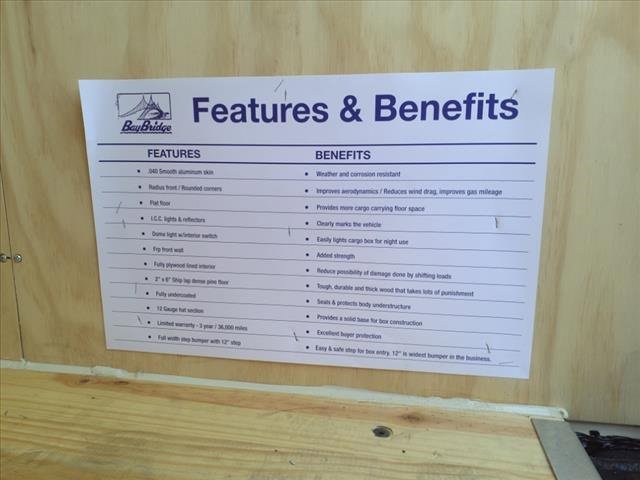 BayBridge
Features & Benefits
FEATURES BENEFITS
• .040 Smooth aluminum skin • Weather and corrosion resistant
• Radius front / Rounded corners • Improves aerodynamics / Reduces wind drag, improves gas mileage
• Flat floor • Provides more cargo carrying floor space
• I.C.C. lights & reflectors • Clearly marks the vehicle
• Dome light w/interior switch • Easily lights cargo box for night use
• Frp front wall • Added strength
• Fully plywood lined interior • Reduce possibility of damage done by shifting loads
• 2" x 6" Ship lap dense pine floor • Tough, durable and thick wood that takes lots of punishment
• Fully undercoated • Seals & protects body understructure
• 12 Gauge hat section • Provides a solid base for box construction
• Limited warranty - 3 year / 36,000 miles • Excellent buyer protection
• Full width step bumper with 12" step • Easy & safe step for box entry. 12" is widest bumper in the business.